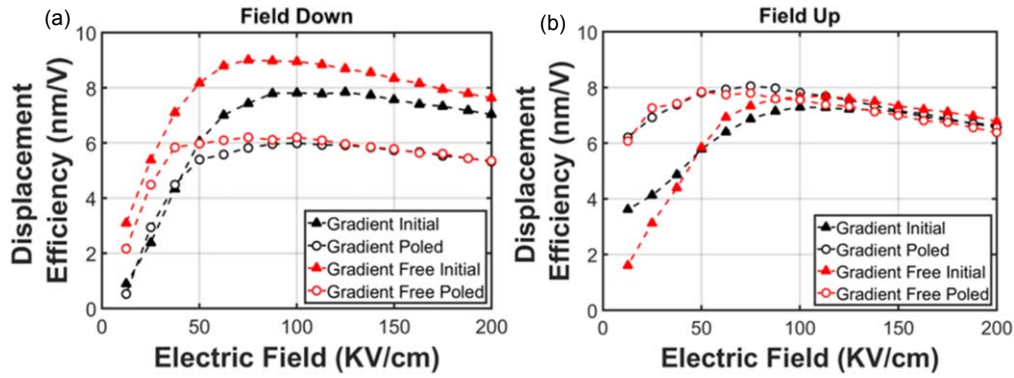 (a)
Field Down
10
8
6
4
2
0
0
50
100
150
200
Displacement
Efficiency (nm/V)
Electric Field (KV/cm)
Gradient Initial
Gradient Poled
Gradient Free Initial
Gradient Free Poled
(b)
Field Up
10
8
6
4
2
0
0
50
100
150
200
Displacement
Efficiency (nm/V)
Electric Field (KV/cm)
Gradient Initial
Gradient Poled
Gradient Free Initial
Gradient Free Poled